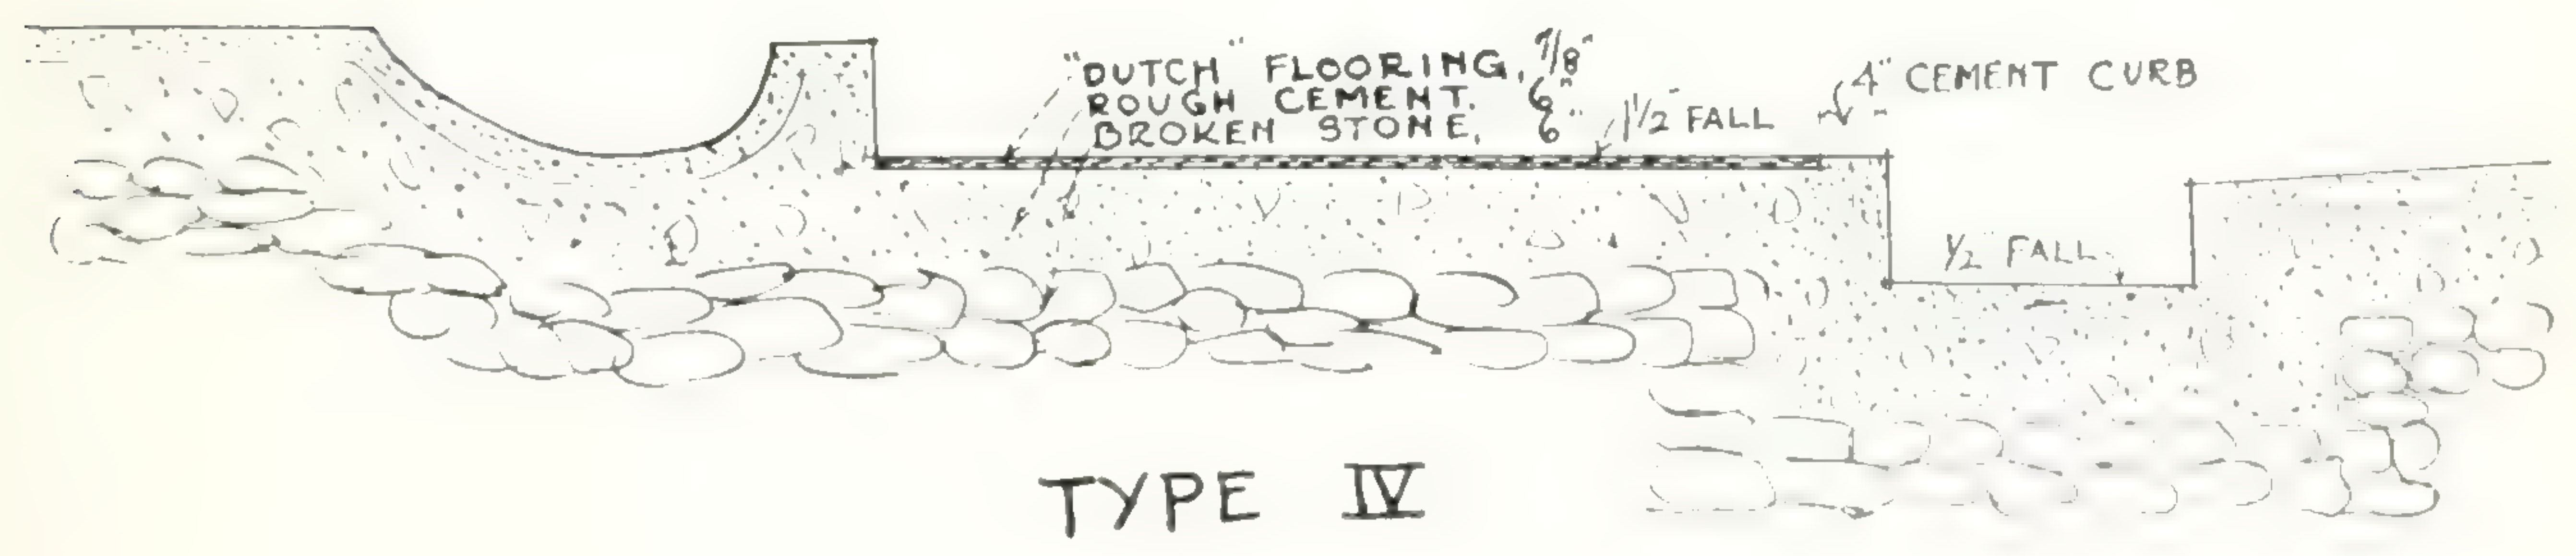 "DUTCH" FLOORING, 7/8"
ROUGH CEMENT. 6"
BROKEN STONE, 6"
1 1/2" FALL
4" CEMENT CURB
1/2" FALL
TYPE IV